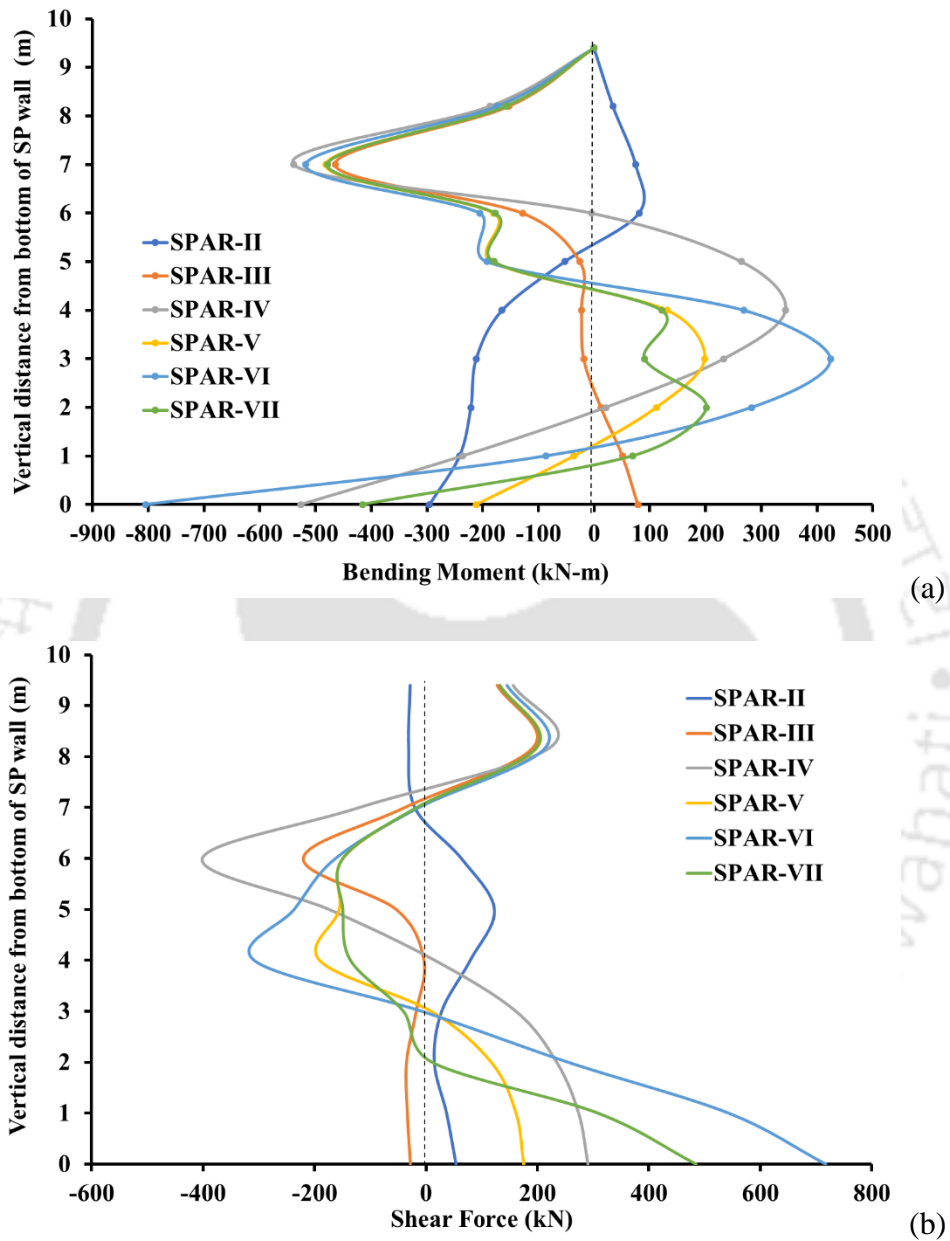 10
9
8
7
6
5
4
3
2
1
0
Vertical distance from bottom of SP wall (m)
SPAR-II
SPAR-III
SPAR-IV
SPAR-V
SPAR-VI
SPAR-VII
-900 -800 -700 -600 -500 -400 -300 -200 -100 0 100 200 300 400 500
Bending Moment (kN-m)
(a)
10
9
8
7
6
5
4
3
2
1
0
Vertical distance from bottom of SP wall (m)
SPAR-II
SPAR-III
SPAR-IV
SPAR-V
SPAR-VI
SPAR-VII
-600 -400 -200 0 200 400 600 800
Shear Force (kN)
(b)
wahati